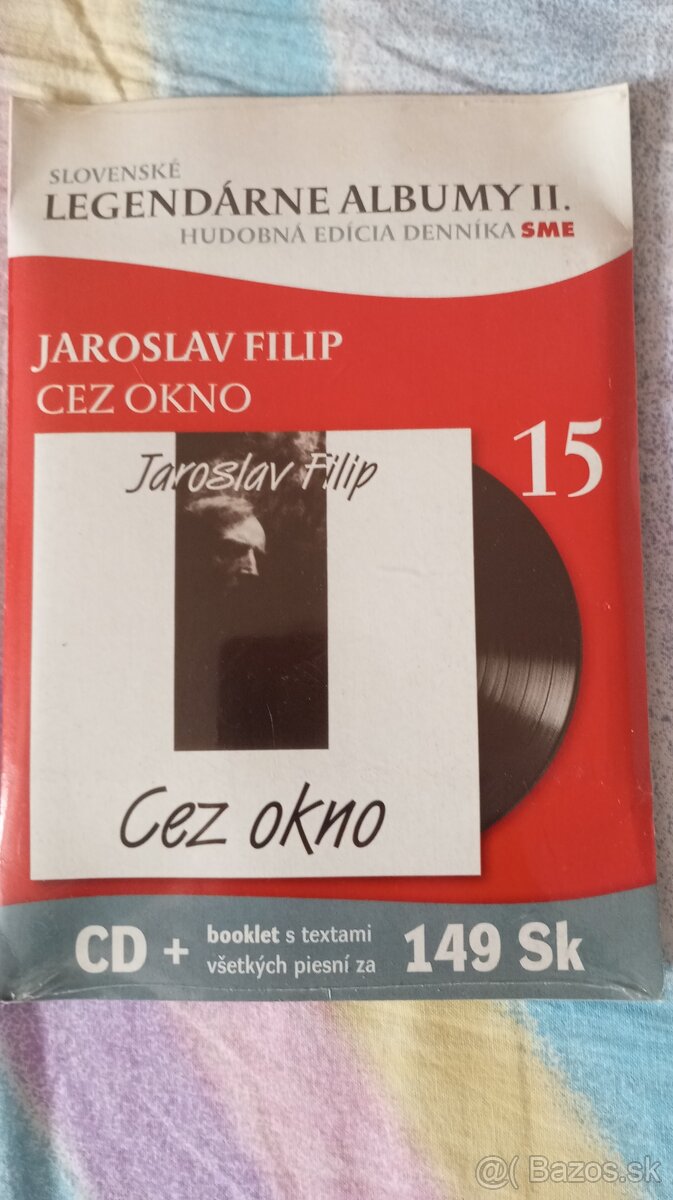 SLOVENSKÉ
LEGENDÁRNE ALBUMY II.
HUDOBNÁ EDÍCIA DENNÍKA SME
JAROSLAV FILIP
CEZ OKNO
15
Jaroslav Filip
Cez okno
CD + booklet s textami
všetkých piesní za
149 Sk
@( Bazos.sk